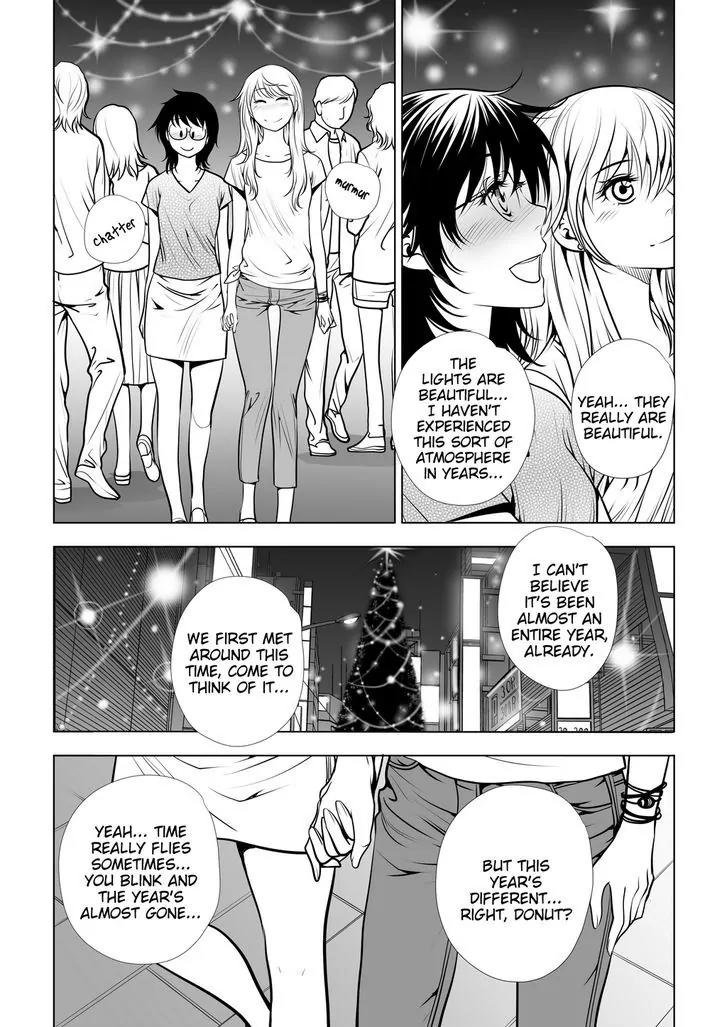 chatter
murmur
THE
LIGHTS ARE
BEAUTIFUL...
I HAVEN'T
EXPERIENCED
THIS SORT OF
ATMOSPHERE
IN YEARS...
YEAH... THEY
REALLY ARE
BEAUTIFUL.
WE FIRST MET
AROUND THIS
TIME, COME TO
THINK OF IT...
I CAN'T
BELIEVE
IT'S BEEN
ALMOST AN
ENTIRE YEAR,
ALREADY.
YEAH... TIME
REALLY FLIES
SOMETIMES...
YOU BLINK AND
THE YEAR'S
ALMOST GONE...
BUT THIS
YEAR'S
DIFFERENT...
RIGHT, DONUT?